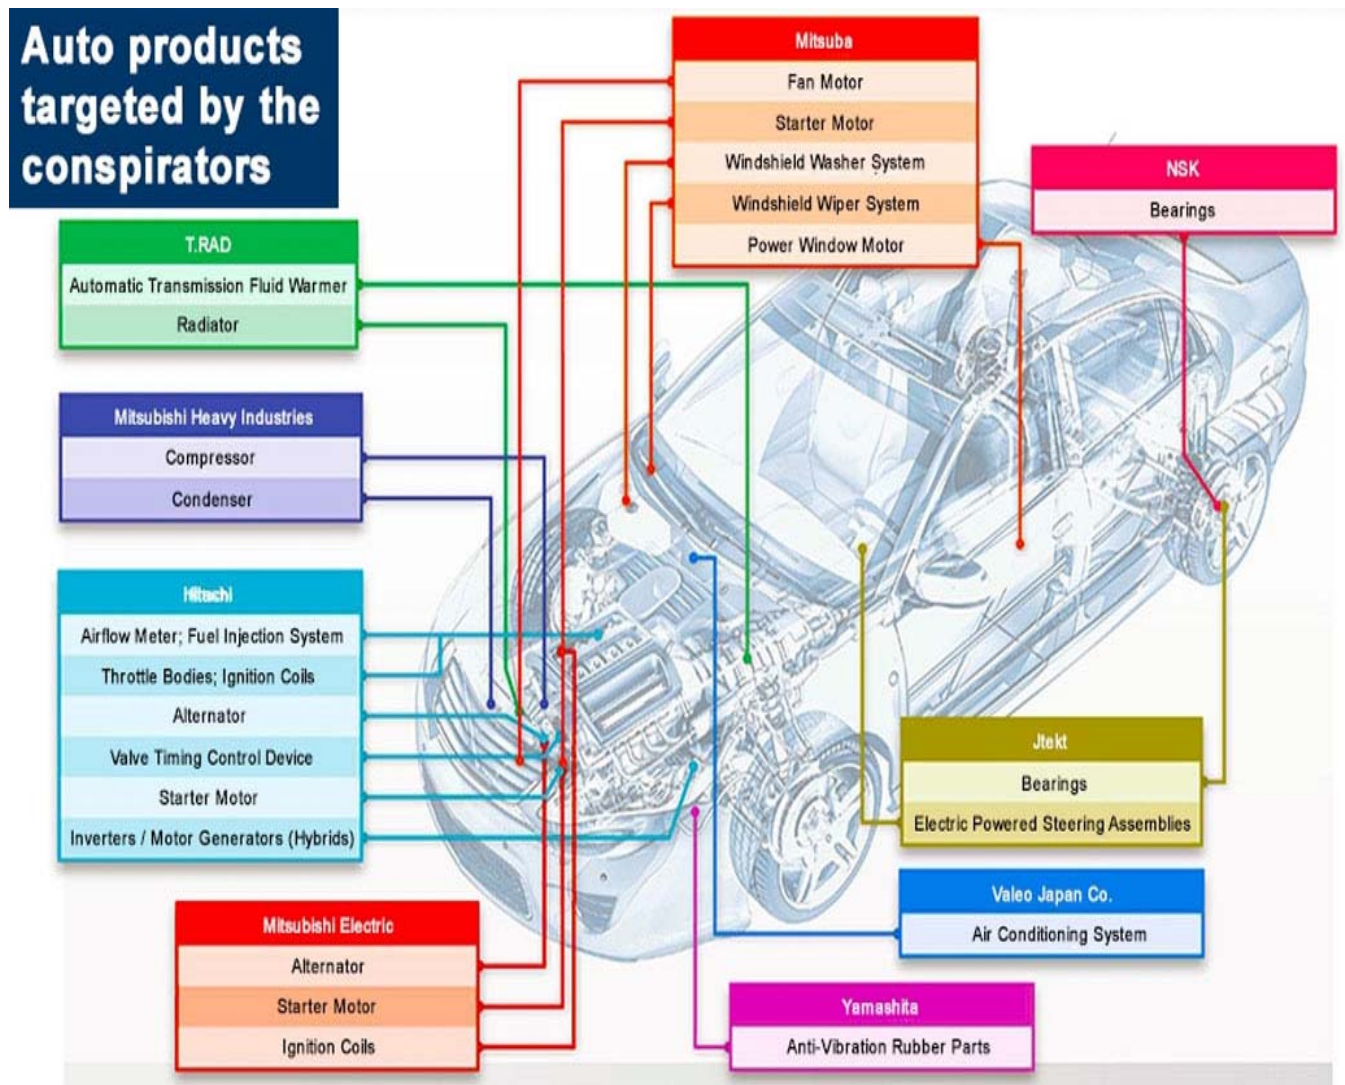 Auto products
targeted by the
conspirators
Mitsuba
Fan Motor
Starter Motor
Windshield Washer System
Windshield Wiper System
Power Window Motor
NSK
Bearings
T.RAD
Automatic Transmission Fluid Warmer
Radiator
Mitsubishi Heavy Industries
Compressor
Condenser
Hitachi
Airflow Meter; Fuel Injection System
Throttle Bodies; Ignition Coils
Alternator
Valve Timing Control Device
Starter Motor
Inverters / Motor Generators (Hybrids)
Jtekt
Bearings
Electric Powered Steering Assemblies
Valeo Japan Co.
Air Conditioning System
Mitsubishi Electric
Alternator
Starter Motor
Ignition Coils
Yamashita
Anti-Vibration Rubber Parts